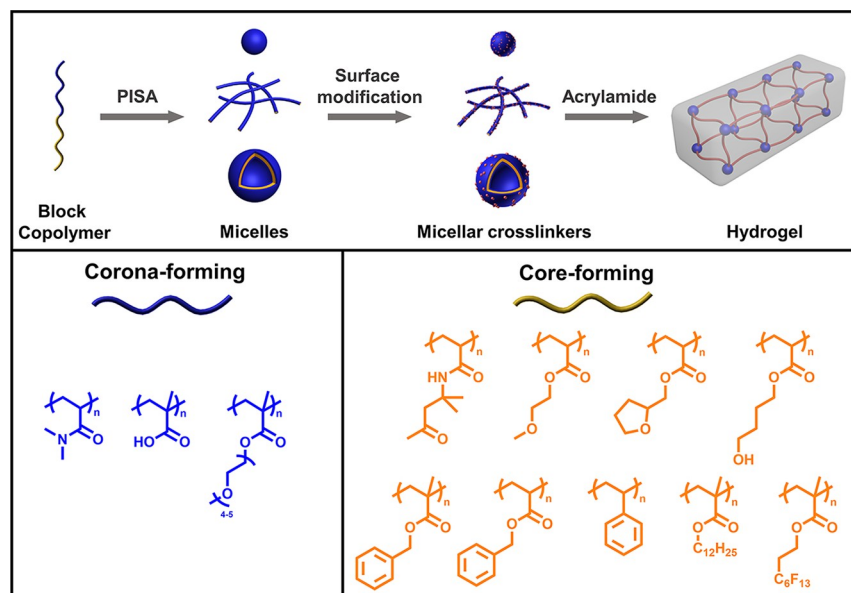 PISA
Surface
modification
Acrylamide
Block
Copolymer
Micelles
Micellar crosslinkers
Hydrogel
Corona-forming
Core-forming
n
n
n
N
O
HO
O
O
O
O
4-5
n
n
n
n
HN
O
O
O
O
O
O
O
O
O
O
OH
n
n
n
n
n
O
O
O
O
O
O
O
O
C12H25
C6F13